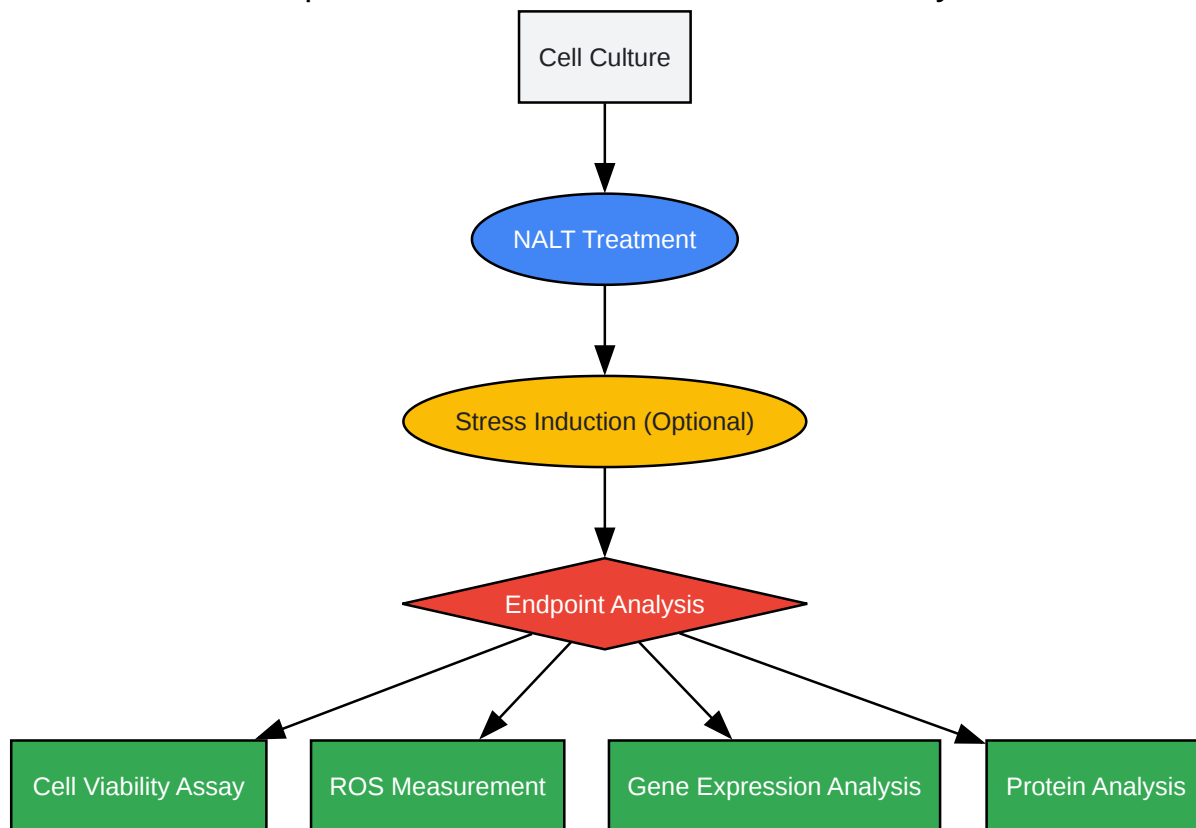 Cell Culture
NALT Treatment
Stress Induction (Optional)
Endpoint Analysis
Cell Viability Assay
ROS Measurement
Gene Expression Analysis
Protein Analysis